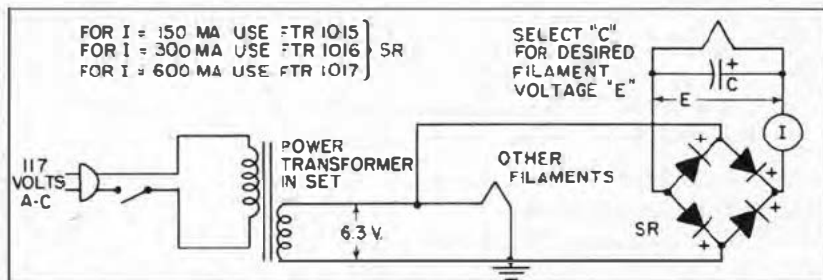 FOR I = 150 MA USE FTR 1015
FOR I = 300 MA USE FTR 1016
FOR I = 600 MA USE FTR 1017
SR
SELECT "C"
FOR DESIRED
FILAMENT
VOLTAGE "E"
+
C
E
I
117
VOLTS
A-C
POWER
TRANSFORMER
IN SET
6.3 V.
OTHER
FILAMENTS
+
+
SR
+
+